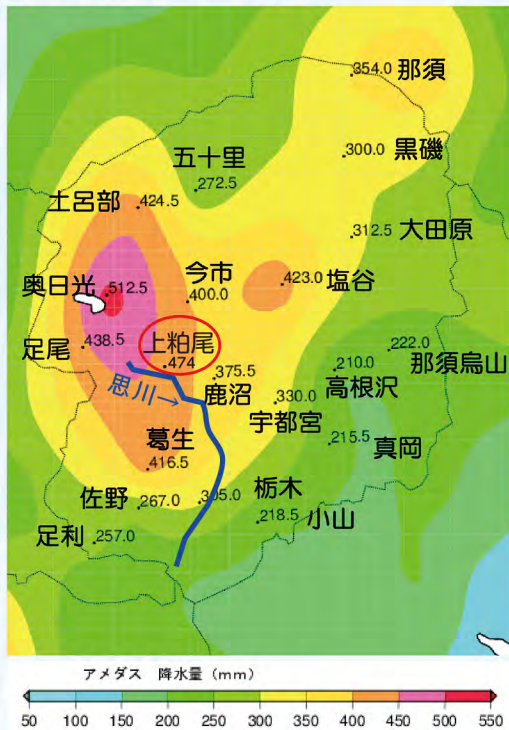 354.0 那須
五十里
300.0 黒磯
272.5
土呂部 424.5
312.5 大田原
奥日光 512.5
今市
423.0 塩谷
400.0
足尾 438.5
上粕尾
222.0
474
210.0 那須烏山
375.5
思川→
鹿沼
高根沢
330.0
宇都宮
215.5 真岡
葛生
416.5
佐野 267.0
305.0 栃木
218.5 小山
足利 257.0
アメダス 降水量 (mm)
50 100 150 200 250 300 350 400 450 500 550